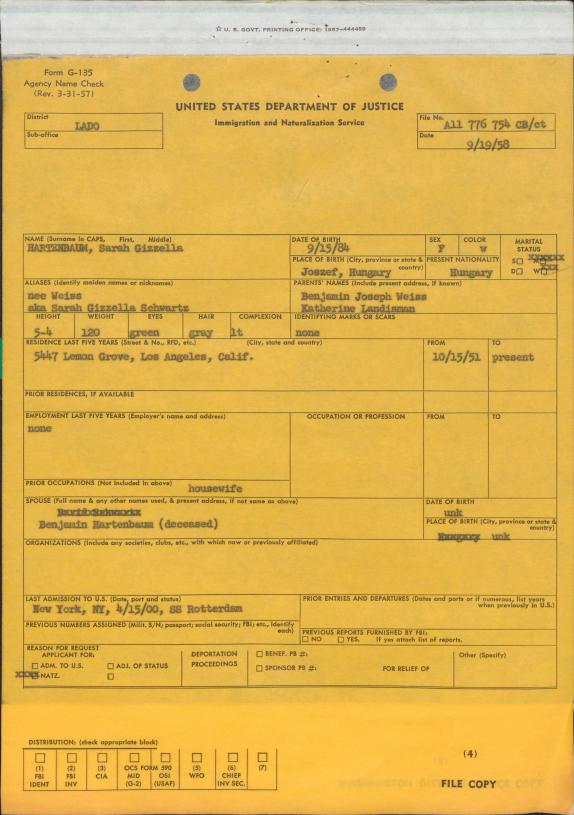 ☆ U. S. GOVT. PRINTING OFFICE: 1957-444469
Form G-135
Agency Name Check
(Rev. 3-31-57)
UNITED STATES DEPARTMENT OF JUSTICE
Immigration and Naturalization Service
District
LADO
Sub-office
File No.
A11 776 754 CB/ct
Date
9/19/58
NAME (Surname in CAPS, First, Middle)
HARTENBAUM, Sarah Gizzella
DATE OF BIRTH
9/15/84
SEX
F
COLOR
W
MARITAL STATUS
S☐
D☐ W
PLACE OF BIRTH (City, province or state & country)
Joszef, Hungary
PRESENT NATIONALITY
Hungary
ALIASES (Identify maiden names or nicknames)
nee Weiss
aka Sarah Gizzella Schwartz
PARENTS' NAMES (Include present address, if known)
Benjamin Joseph Weiss
Katherine Landisman
HEIGHT WEIGHT EYES HAIR COMPLEXION
5-4 120 green gray lt
IDENTIFYING MARKS OR SCARS
none
RESIDENCE LAST FIVE YEARS (Street & No., RFD, etc.) (City, state and country)
5447 Lemon Grove, Los Angeles, Calif.
FROM
10/15/51
TO
present
PRIOR RESIDENCES, IF AVAILABLE
EMPLOYMENT LAST FIVE YEARS (Employer's name and address)
none
OCCUPATION OR PROFESSION
FROM
TO
PRIOR OCCUPATIONS (Not included in above)
housewife
SPOUSE (Full name & any other names used, & present address, if not same as above)
Benjamin Hartenbaum (deceased)
DATE OF BIRTH
unk
PLACE OF BIRTH (City, province or state & country)
unk
ORGANIZATIONS (Include any societies, clubs, etc., with which now or previously affiliated)
LAST ADMISSION TO U.S. (Date, port and status)
New York, NY, 4/15/00, SS Rotterdam
PRIOR ENTRIES AND DEPARTURES (Dates and ports or if numerous, list years when previously in U.S.)
PREVIOUS NUMBERS ASSIGNED (Milit. S/N; passport; social security; FBI; etc., identify each)
PREVIOUS REPORTS FURNISHED BY FBI:
☐ NO ☐ YES. If yes attach list of reports.
REASON FOR REQUEST
APPLICANT FOR:
☐ ADM. TO U.S. ☐ ADJ. OF STATUS
xxxx NATZ. ☐
DEPORTATION PROCEEDINGS
☐ BENEF. PB #:
☐ SPONSOR PB #: FOR RELIEF OF
Other (Specify)
DISTRIBUTION: (check appropriate block)
(1) FBI IDENT
(2) FBI INV
(3) CIA
OCS FORM 590
MID (G-2)
OSI (USAF)
(5) WFO
(6) CHIEF INV SEC.
(7)
(4)
FILE COPY